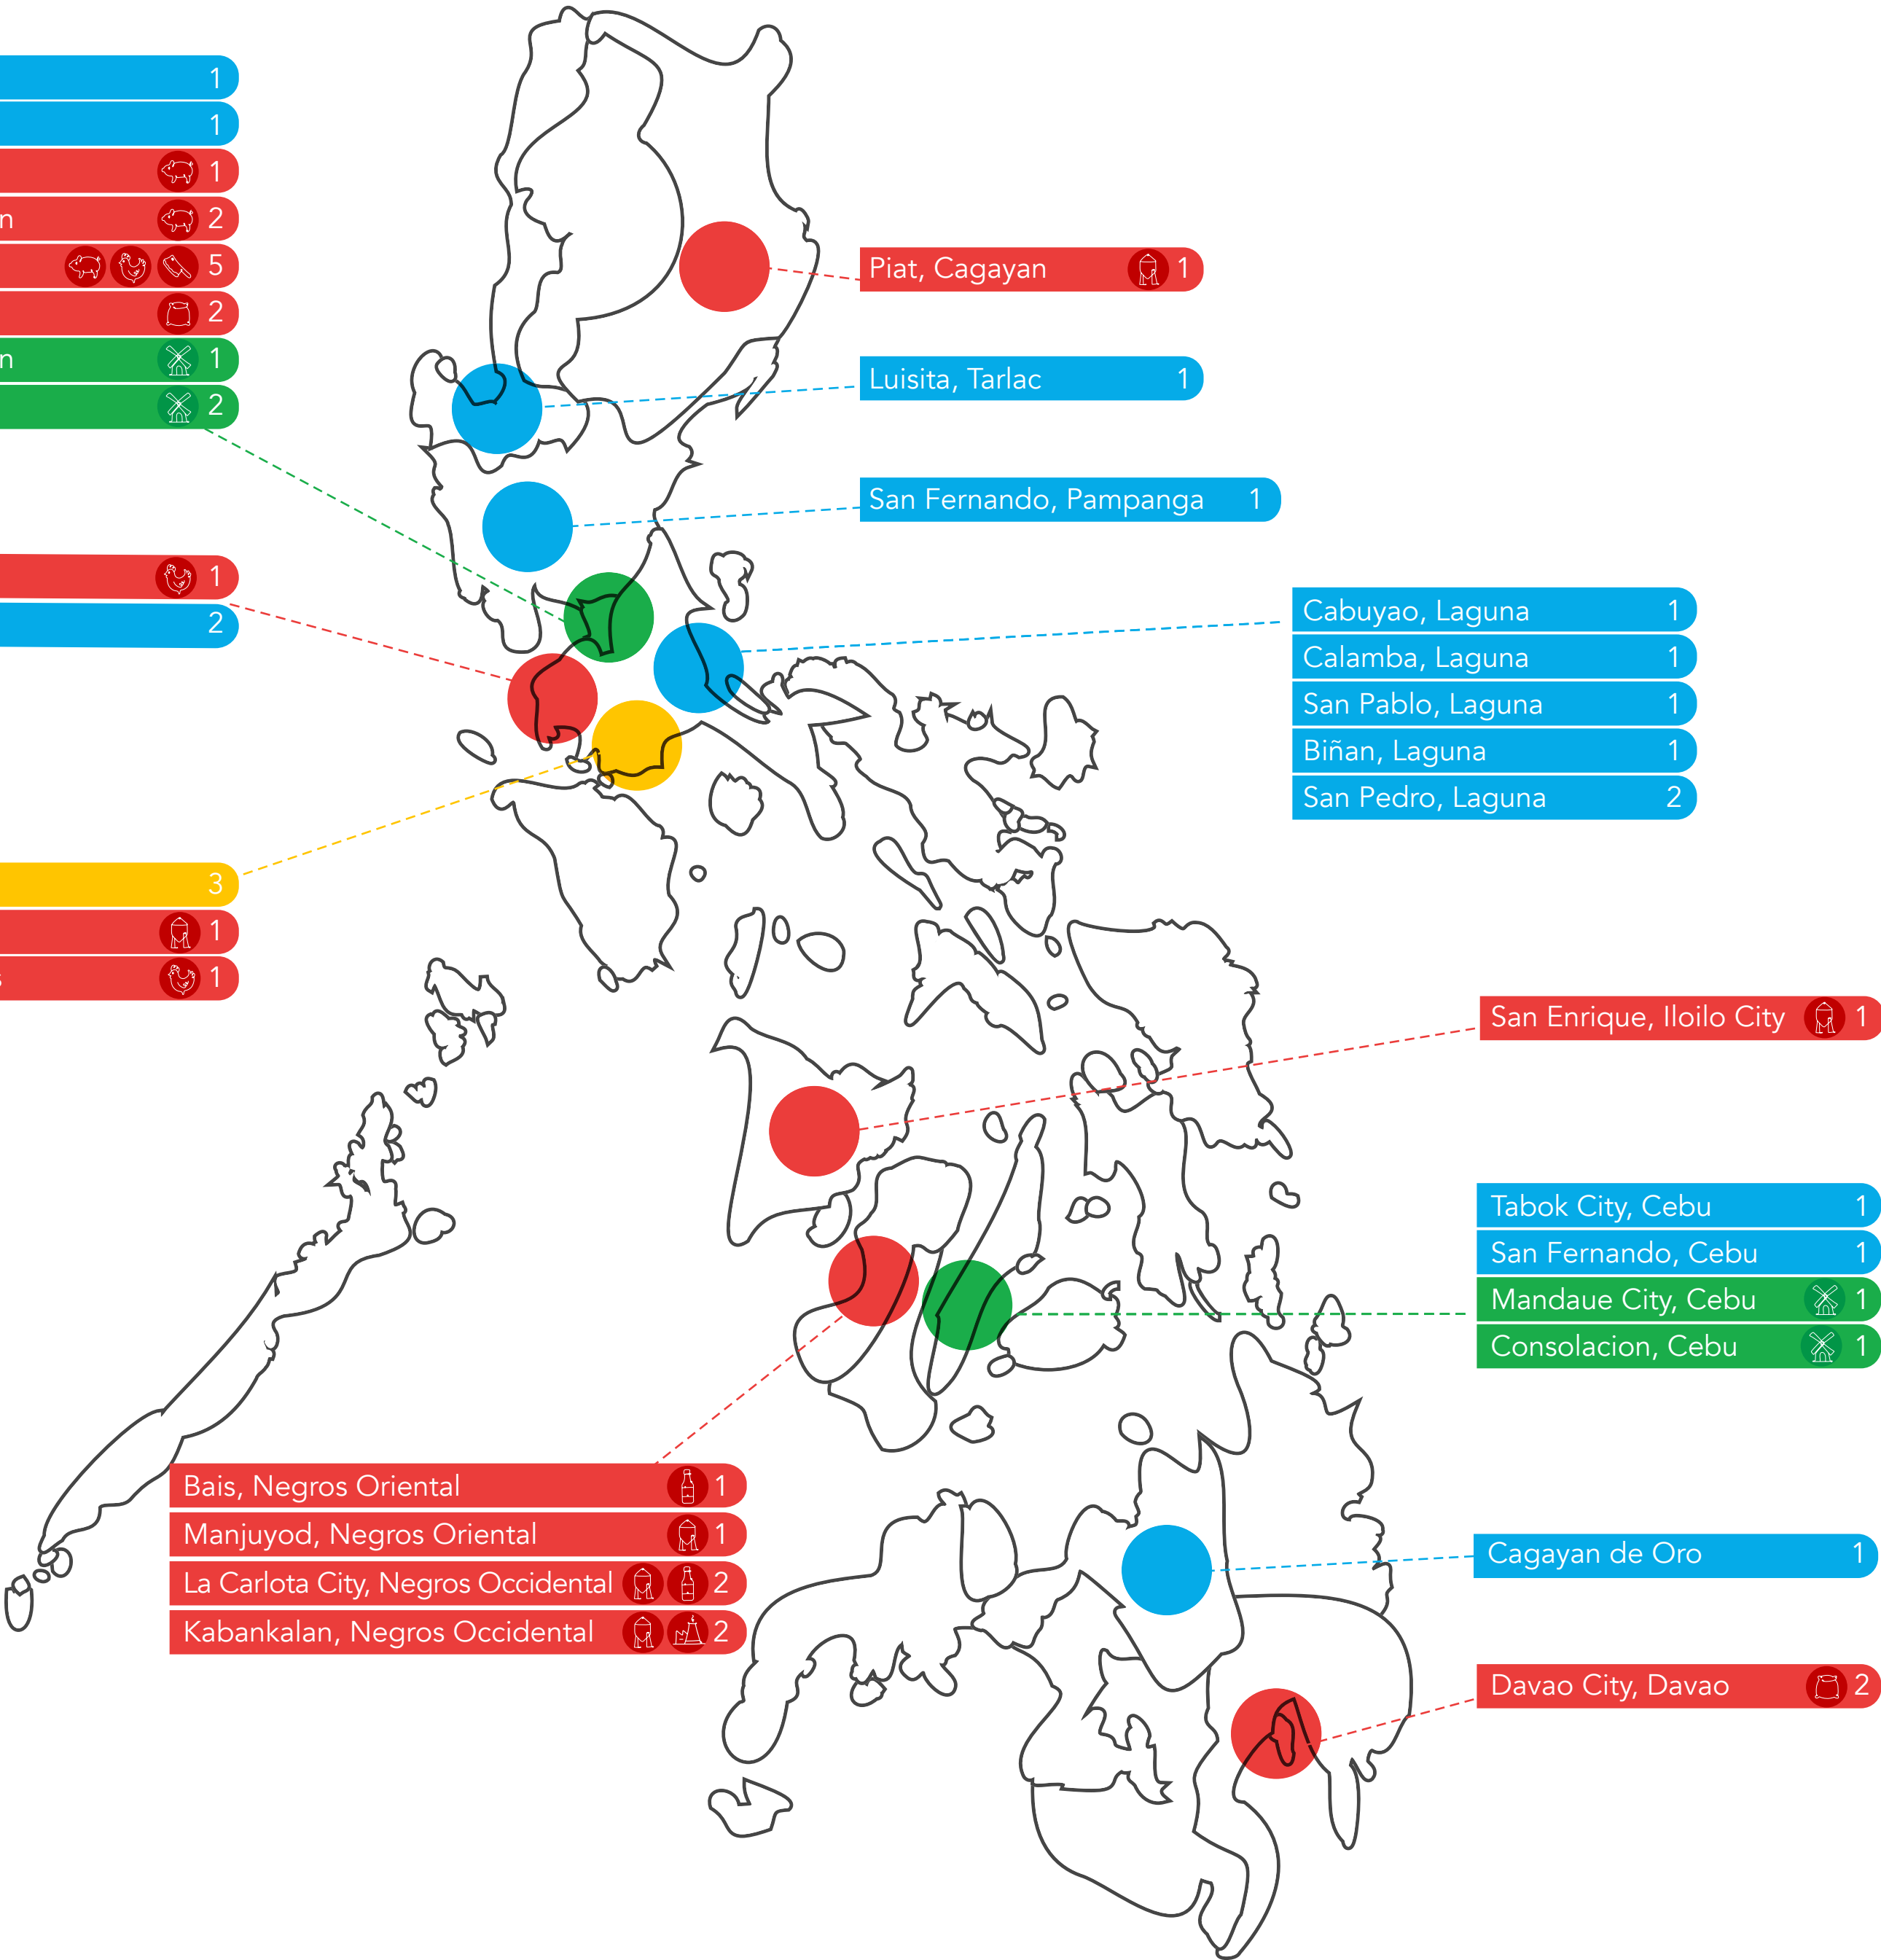 1
1
1
n 2
5
2
n 1
2
1
2
3
1
s 1
Piat, Cagayan 1
Luisita, Tarlac 1
San Fernando, Pampanga 1
Cabuyao, Laguna 1
Calamba, Laguna 1
San Pablo, Laguna 1
Biñan, Laguna 1
San Pedro, Laguna 2
San Enrique, Iloilo City 1
Tabok City, Cebu 1
San Fernando, Cebu 1
Mandaue City, Cebu 1
Consolacion, Cebu 1
Bais, Negros Oriental 1
Manjuyod, Negros Oriental 1
La Carlota City, Negros Occidental 2
Kabankalan, Negros Occidental 2
Cagayan de Oro 1
Davao City, Davao 2